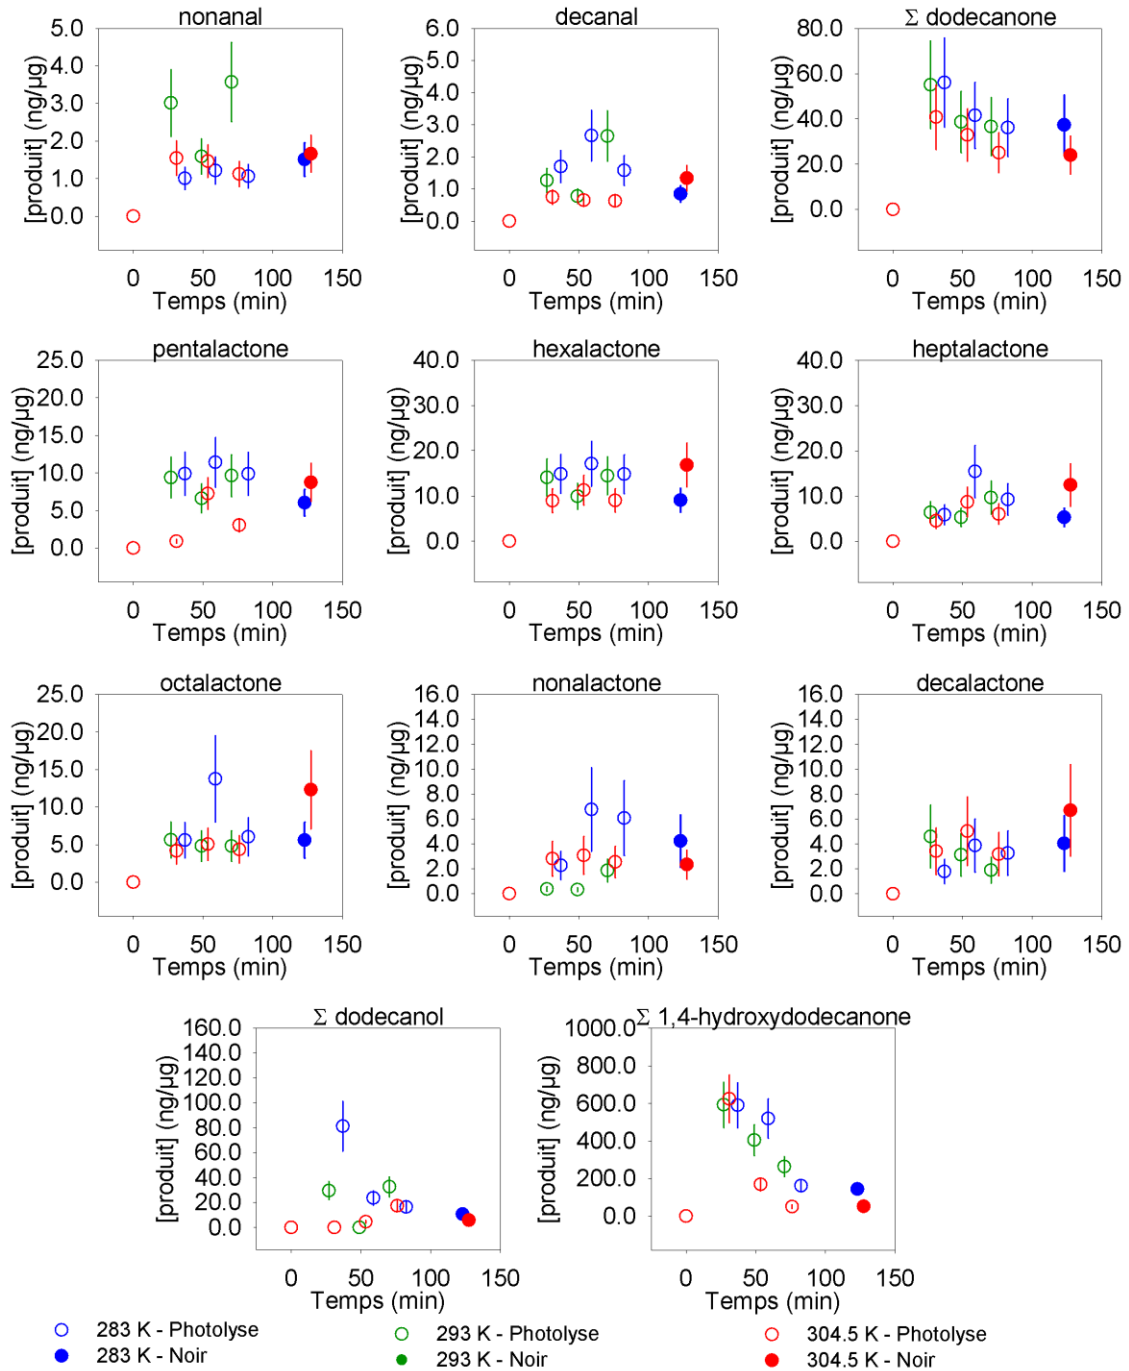 nonanal
5.0
4.0
3.0
2.0
1.0
0.0
[produit] (ng/µg)
0 50 100 150
Temps (min)
decanal
6.0
5.0
4.0
3.0
2.0
1.0
0.0
[produit] (ng/µg)
0 50 100 150
Temps (min)
Σ dodecanone
80.0
60.0
40.0
20.0
0.0
[produit] (ng/µg)
0 50 100 150
Temps (min)
pentalactone
25.0
20.0
15.0
10.0
5.0
0.0
[produit] (ng/µg)
0 50 100 150
Temps (min)
hexalactone
40.0
30.0
20.0
10.0
0.0
[produit] (ng/µg)
0 50 100 150
Temps (min)
heptalactone
40.0
30.0
20.0
10.0
0.0
[produit] (ng/µg)
0 50 100 150
Temps (min)
octalactone
25.0
20.0
15.0
10.0
5.0
0.0
[produit] (ng/µg)
0 50 100 150
Temps (min)
nonalactone
16.0
14.0
12.0
10.0
8.0
6.0
4.0
2.0
0.0
[produit] (ng/µg)
0 50 100 150
Temps (min)
decalactone
16.0
14.0
12.0
10.0
8.0
6.0
4.0
2.0
0.0
[produit] (ng/µg)
0 50 100 150
Temps (min)
Σ dodecanol
160.0
140.0
120.0
100.0
80.0
60.0
40.0
20.0
0.0
[produit] (ng/µg)
0 50 100 150
Temps (min)
Σ 1,4-hydroxydodecanone
1000.0
800.0
600.0
400.0
200.0
0.0
[produit] (ng/µg)
0 50 100 150
Temps (min)
283 K - Photolyse
293 K - Photolyse
304.5 K - Photolyse
283 K - Noir
293 K - Noir
304.5 K - Noir